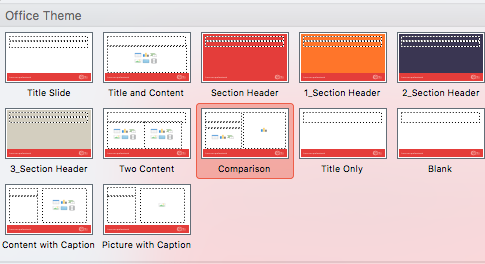 Office Theme
Title Slide
Title and Content
Section Header
1_Section Header
2_Section Header
3_Section Header
Two Content
Comparison
Title Only
Blank
Content with Caption
Picture with Caption